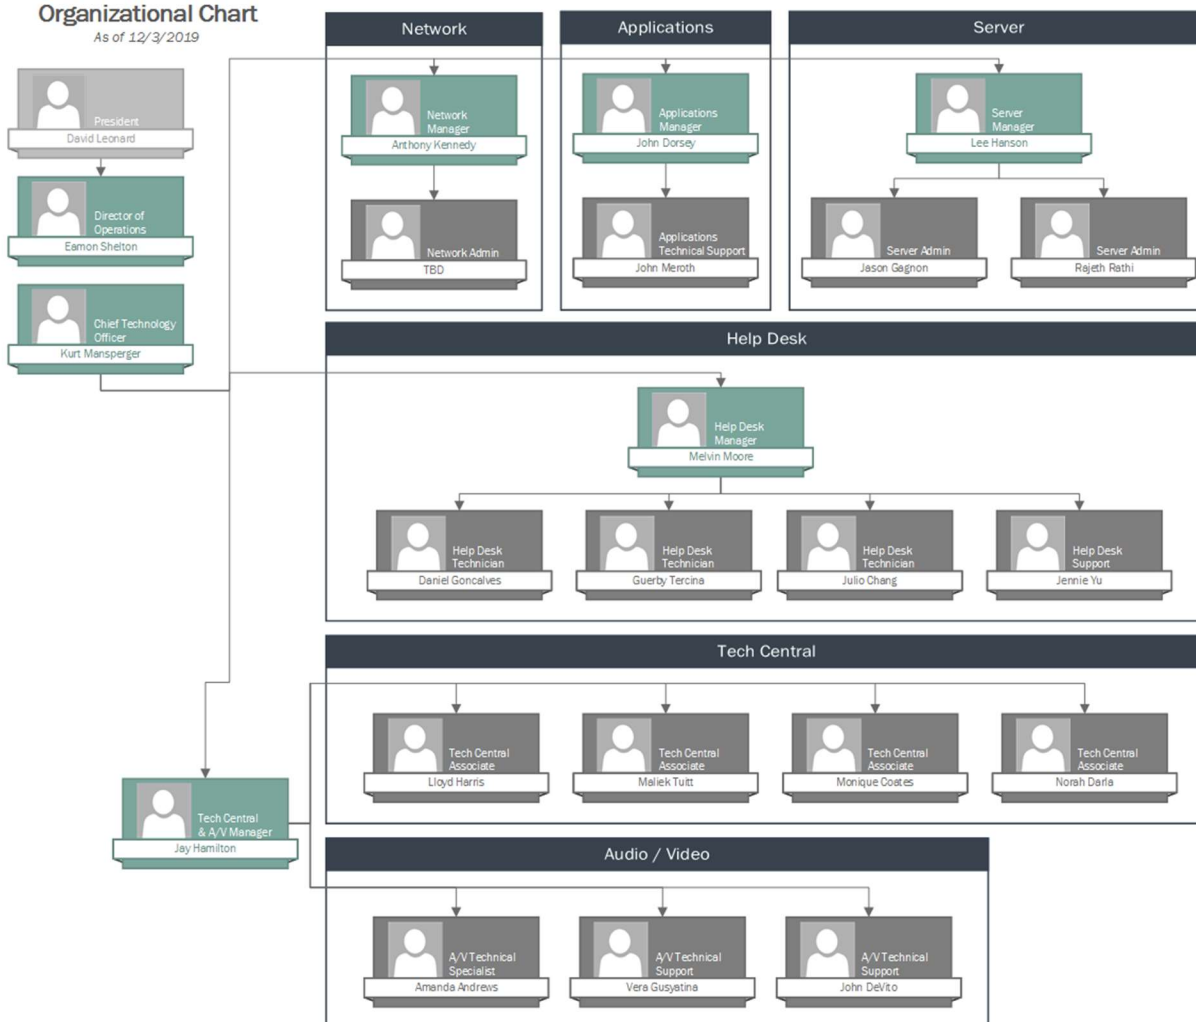 Organizational Chart
As of 12/3/2019
President
David Leonard
Director of
Operations
Eamon Shelton
Chief Technology
Officer
Kurt Mansperger
Network
Network
Manager
Anthony Kennedy
Network Admin
TBD
Applications
Applications
Manager
John Dorsey
Applications
Technical Support
John Meroth
Server
Server
Manager
Lee Hanson
Server Admin
Jason Gagnon
Server Admin
Rajeth Rathi
Help Desk
Help Desk
Manager
Melvin Moore
Help Desk
Technician
Daniel Goncalves
Help Desk
Technician
Guerby Tercina
Help Desk
Technician
Julio Chang
Help Desk
Support
Jennie Yu
Tech Central
& A/V Manager
Jay Hamilton
Tech Central
Tech Central
Associate
Lloyd Harris
Tech Central
Associate
Maliek Tuitt
Tech Central
Associate
Monique Coates
Tech Central
Associate
Norah Darla
Audio / Video
A/V Technical
Specialist
Amanda Andrews
A/V Technical
Support
Vera Gusyatina
A/V Technical
Support
John DeVito